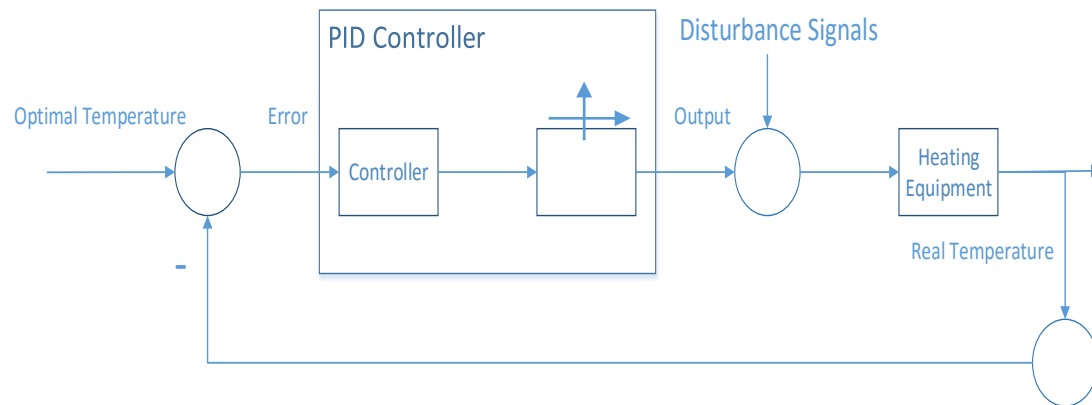 PID Controller
Disturbance Signals
Optimal Temperature
Error
Output
Controller
Heating
Equipment
Real Temperature
-